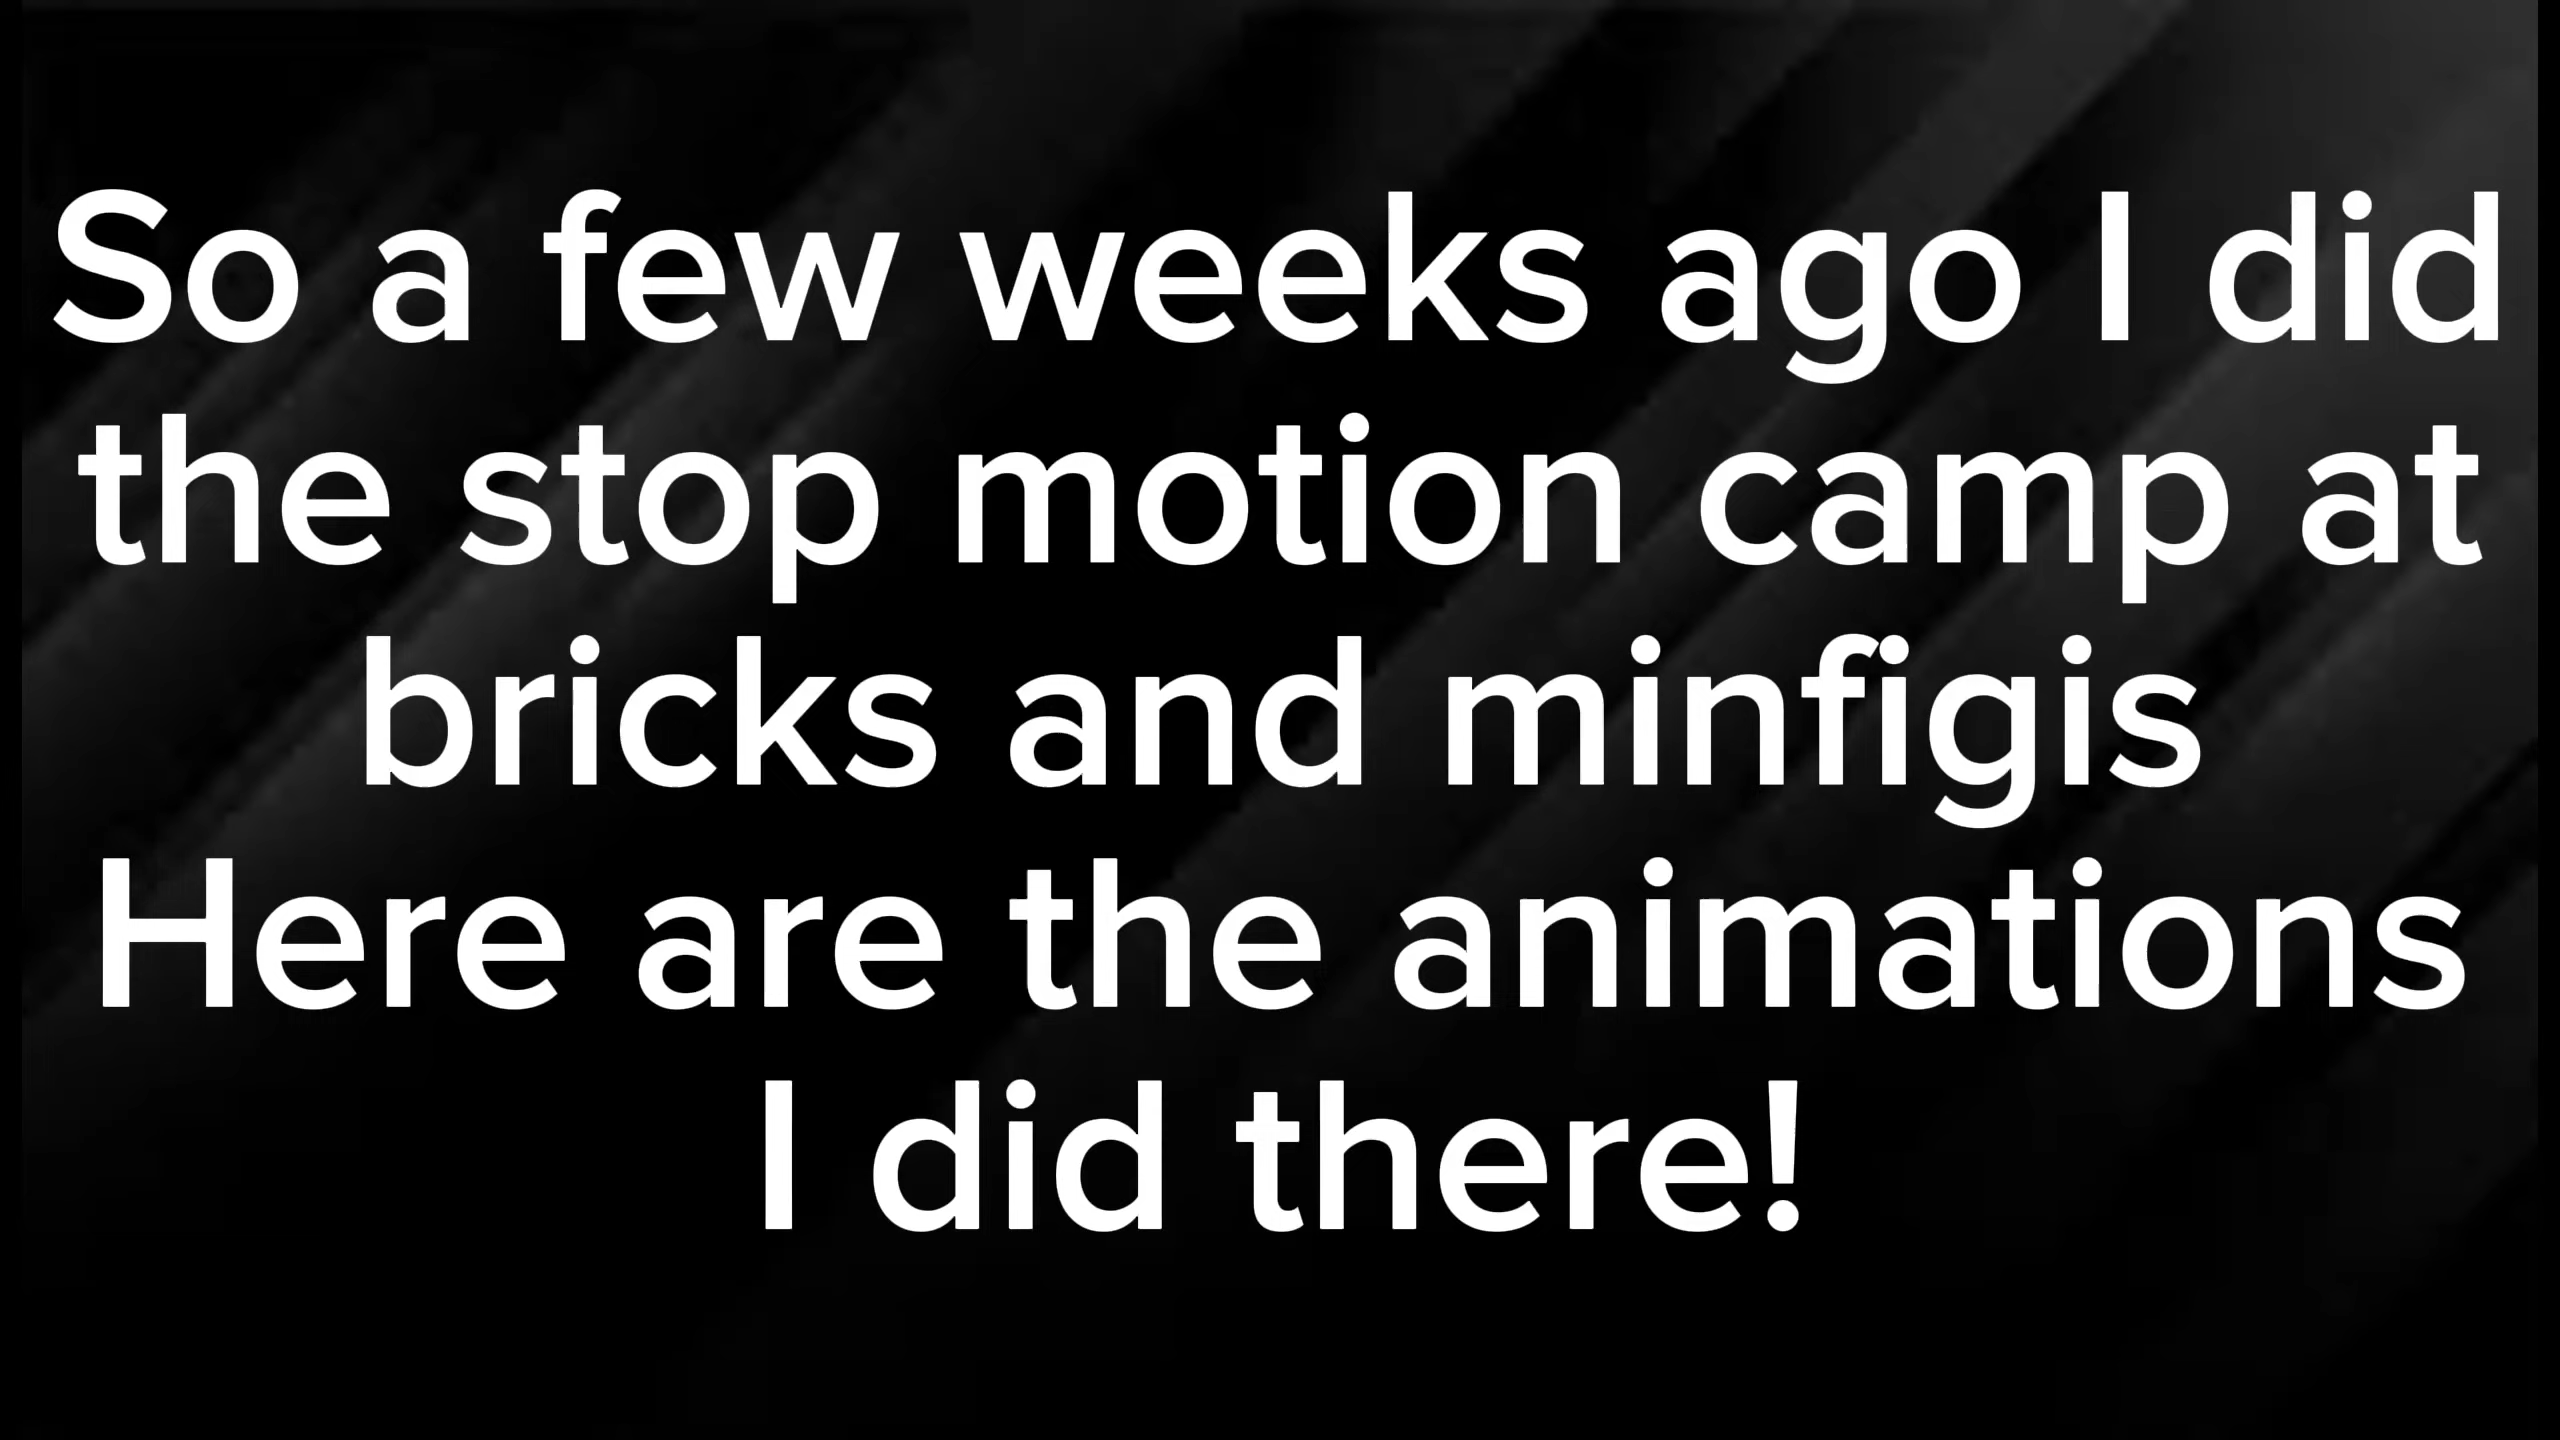 So a few weeks ago I did
the stop motion camp at
bricks and minfigis
Here are the animations
I did there!